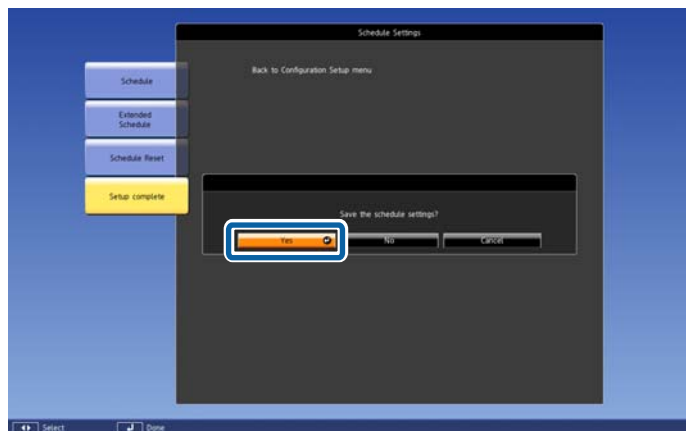 Schedule Settings
Schedule
Extended
Schedule
Schedule Reset
Setup complete
Back to Configuration Setup menu
Save the schedule settings?
Yes
No
Cancel
Select
Done